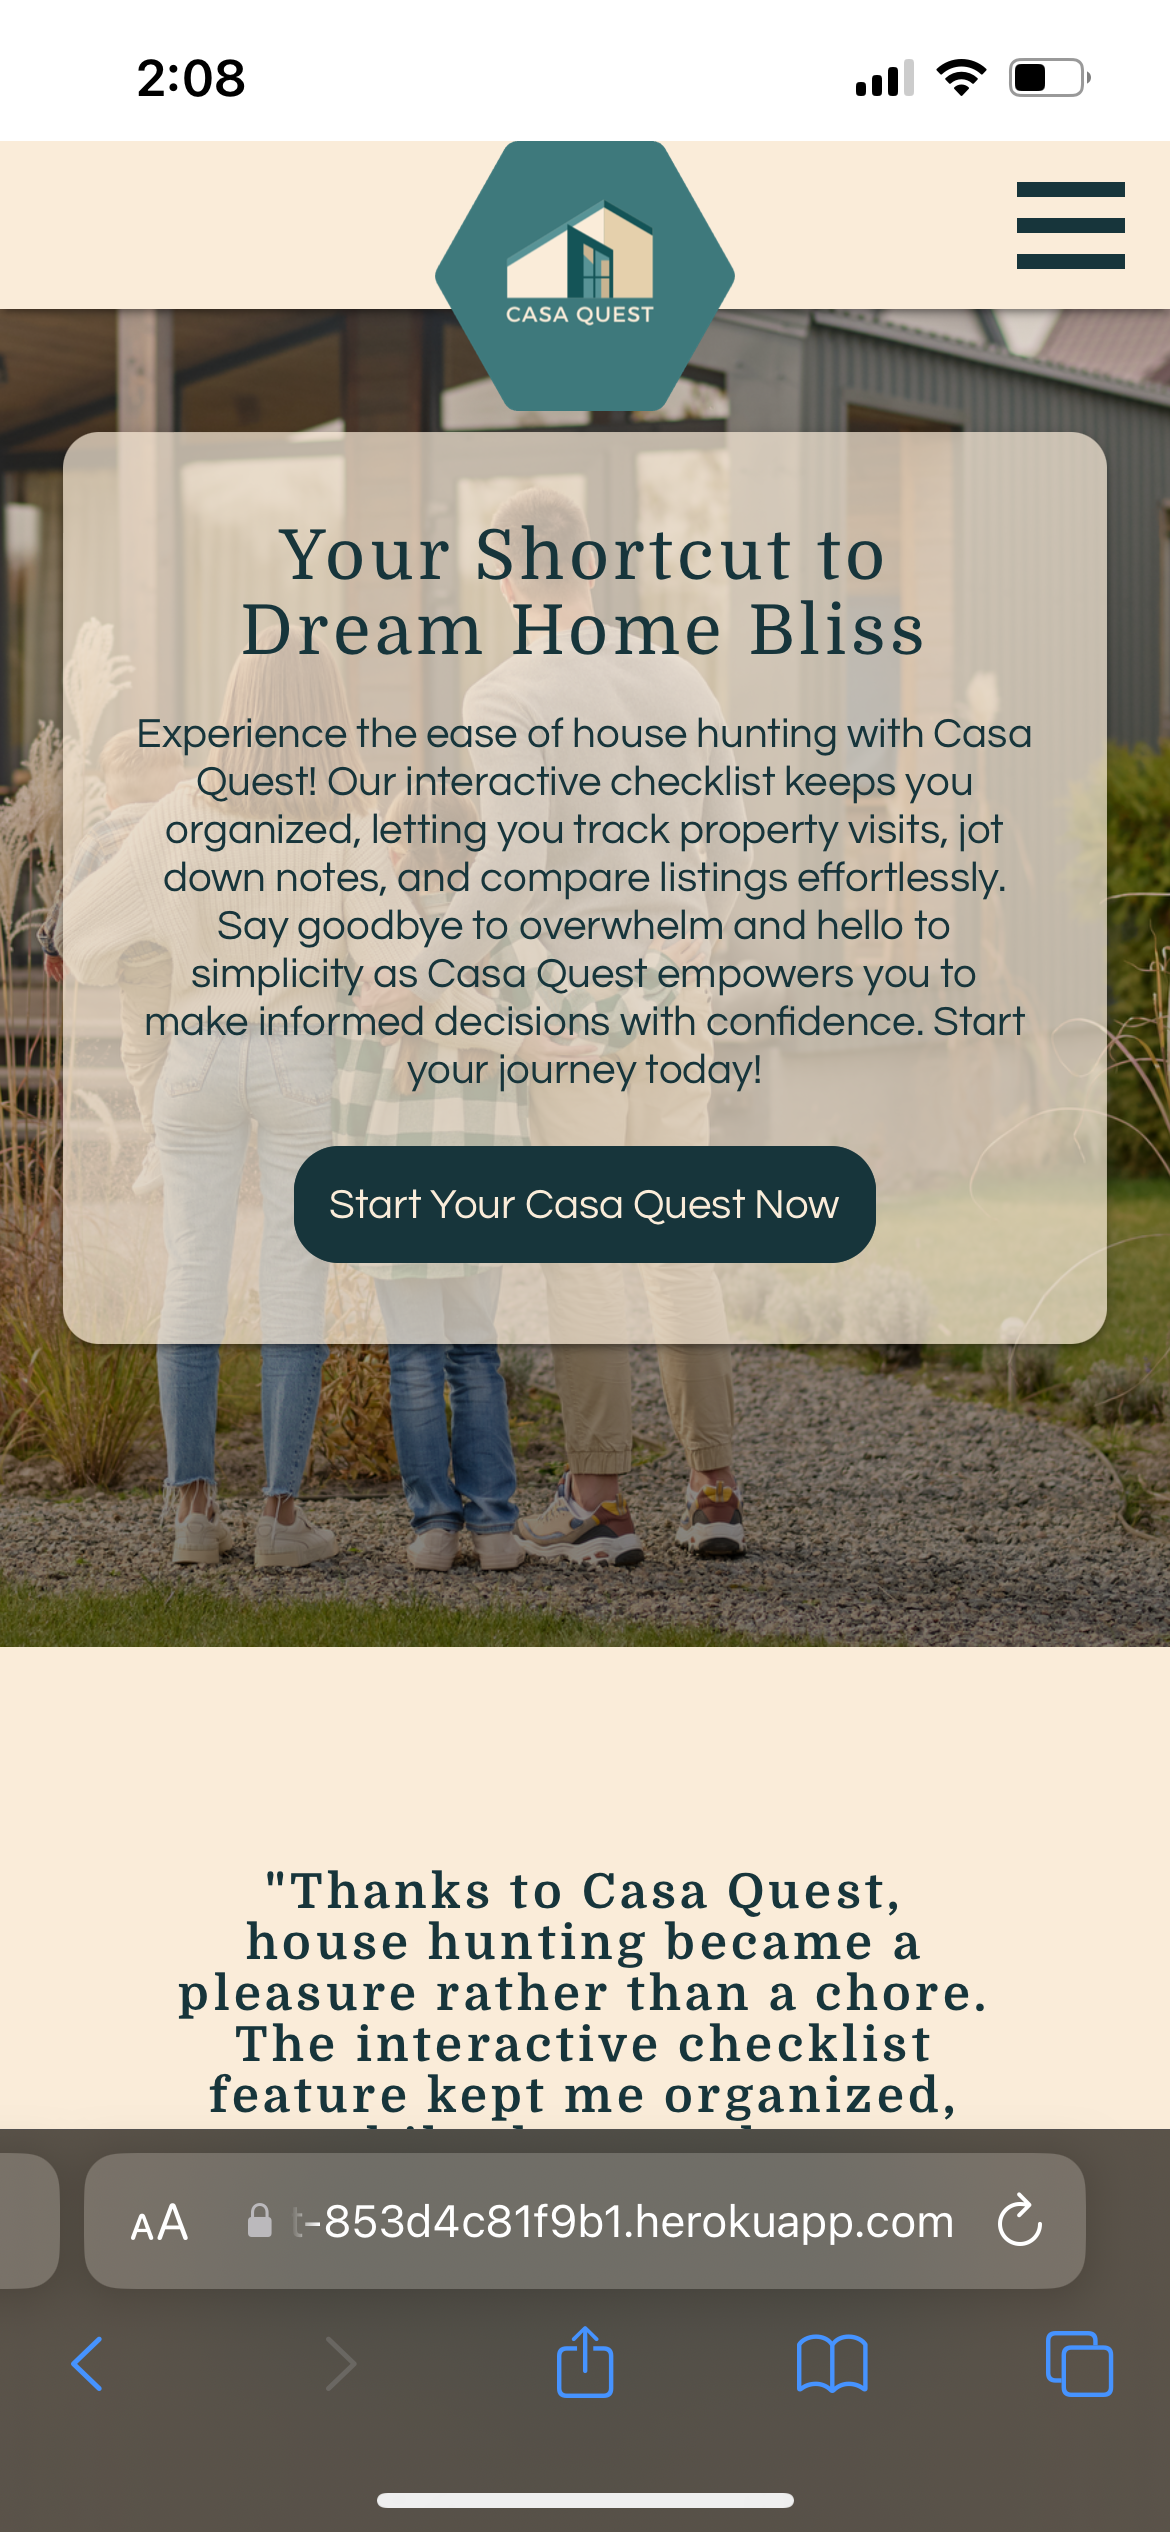 2:08
CASA QUEST
Your Shortcut to
Dream Home Bliss
Experience the ease of house hunting with Casa
Quest! Our interactive checklist keeps you
organized, letting you track property visits, jot
down notes, and compare listings effortlessly.
Say goodbye to overwhelm and hello to
simplicity as Casa Quest empowers you to
make informed decisions with confidence. Start
your journey today!
Start Your Casa Quest Now
"Thanks to Casa Quest,
house hunting became a
pleasure rather than a chore.
The interactive checklist
feature kept me organized,
AA t-853d4c81f9b1.herokuapp.com